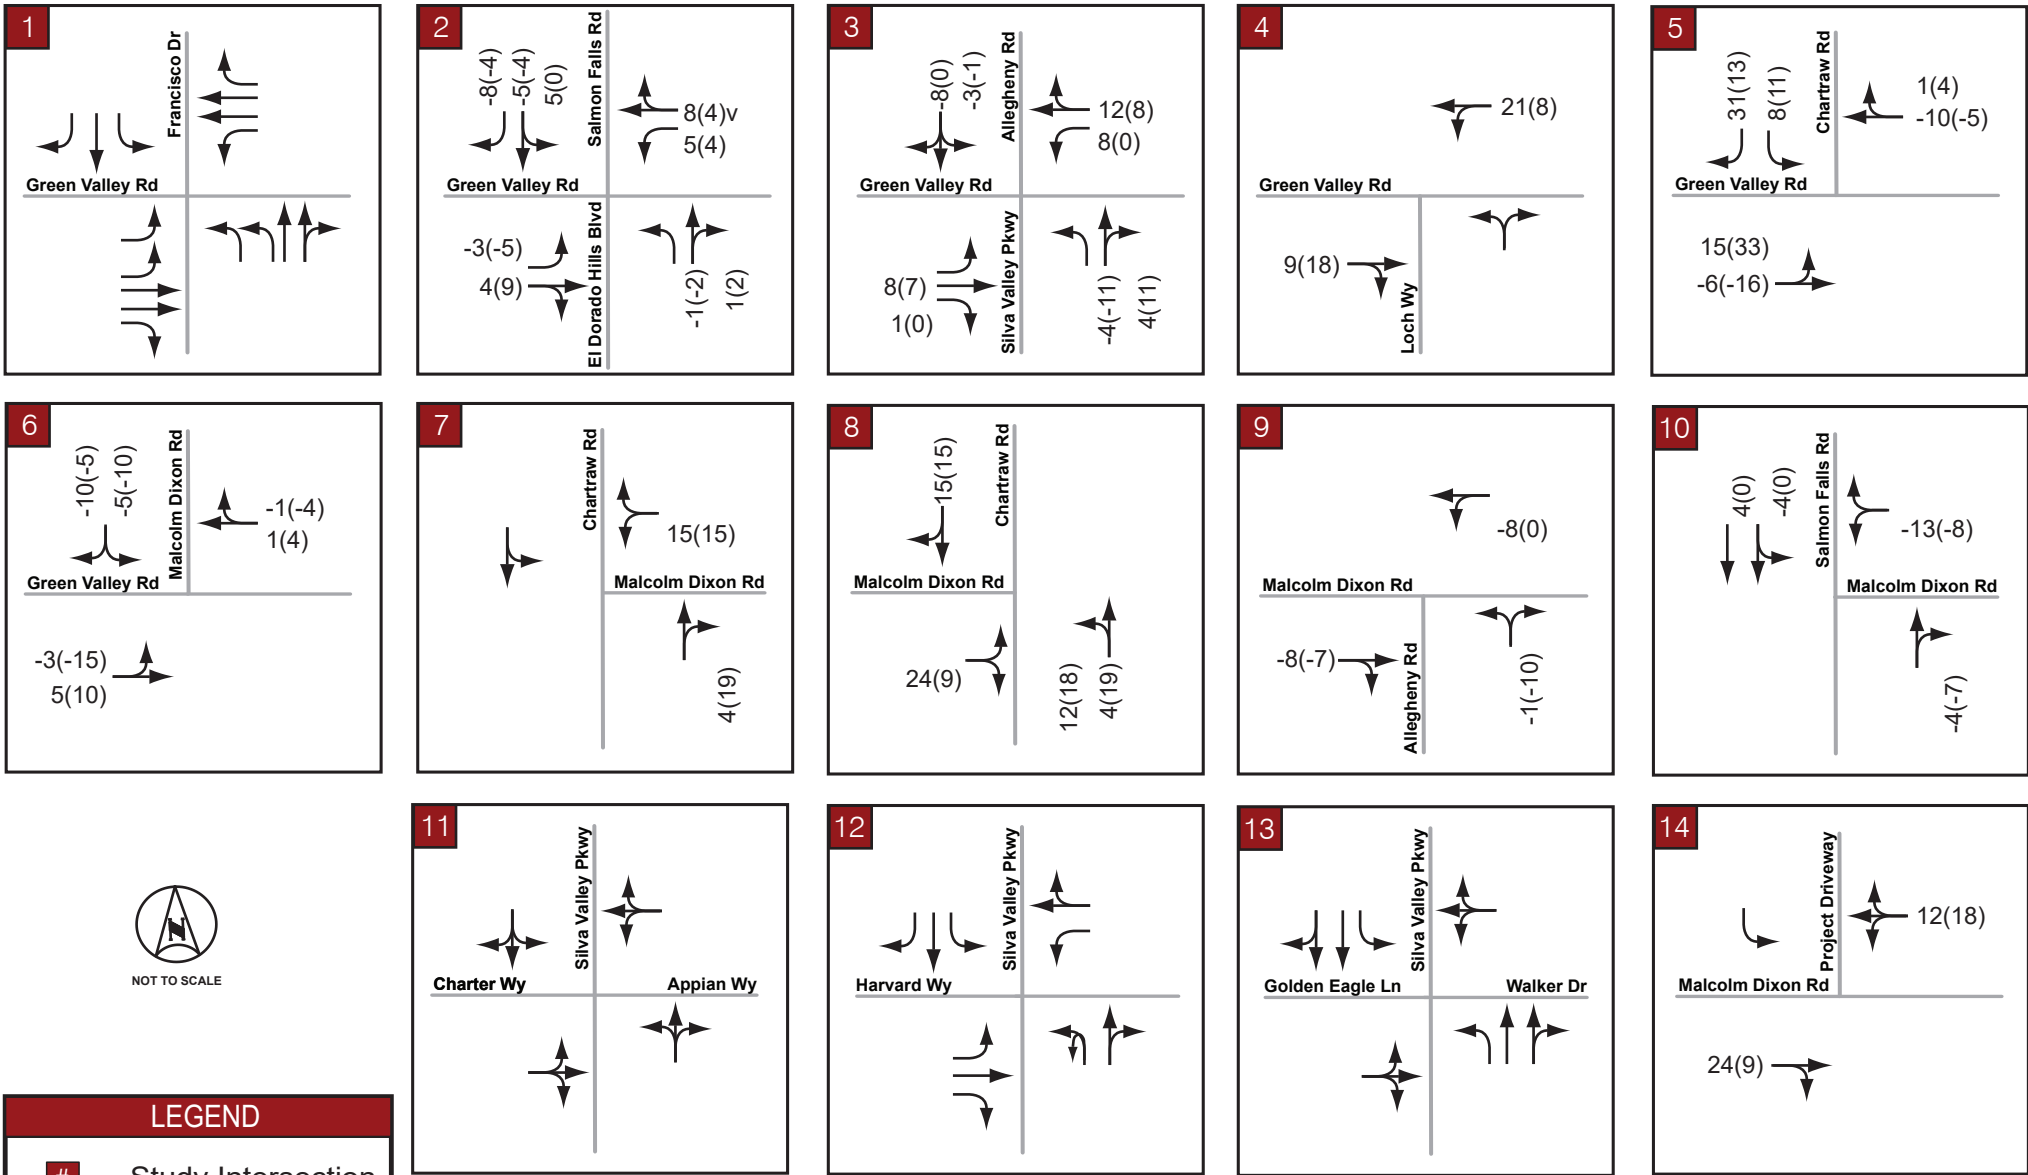 1
Francisco Dr
Green Valley Rd
2
-8(-4)
-5(-4)
5(0)
Salmon Falls Rd
8(4)v
5(4)
Green Valley Rd
-3(-5)
4(9)
El Dorado Hills Blvd
-1(-2)
1(2)
3
-8(0)
-3(-1)
Allegheny Rd
12(8)
8(0)
Green Valley Rd
8(7)
1(0)
Silva Valley Pkwy
-4(-11)
4(11)
4
21(8)
Green Valley Rd
9(18)
Loch Wy
5
31(13)
8(11)
Chartraw Rd
1(4)
-10(-5)
Green Valley Rd
15(33)
-6(-16)
6
-10(-5)
-5(-10)
Malcolm Dixon Rd
-1(-4)
1(4)
Green Valley Rd
-3(-15)
5(10)
7
Chartraw Rd
15(15)
Malcolm Dixon Rd
4(19)
8
15(15)
Chartraw Rd
Malcolm Dixon Rd
24(9)
12(18)
4(19)
9
-8(0)
Malcolm Dixon Rd
-8(-7)
Allegheny Rd
-1(-10)
10
4(0)
-4(0)
Salmon Falls Rd
-13(-8)
Malcolm Dixon Rd
-4(-7)
N
NOT TO SCALE
11
Silva Valley Pkwy
Charter Wy
Appian Wy
12
Silva Valley Pkwy
Harvard Wy
13
Silva Valley Pkwy
Golden Eagle Ln
Walker Dr
14
Project Driveway
12(18)
Malcolm Dixon Rd
24(9)
LEGEND
# Study Intersection